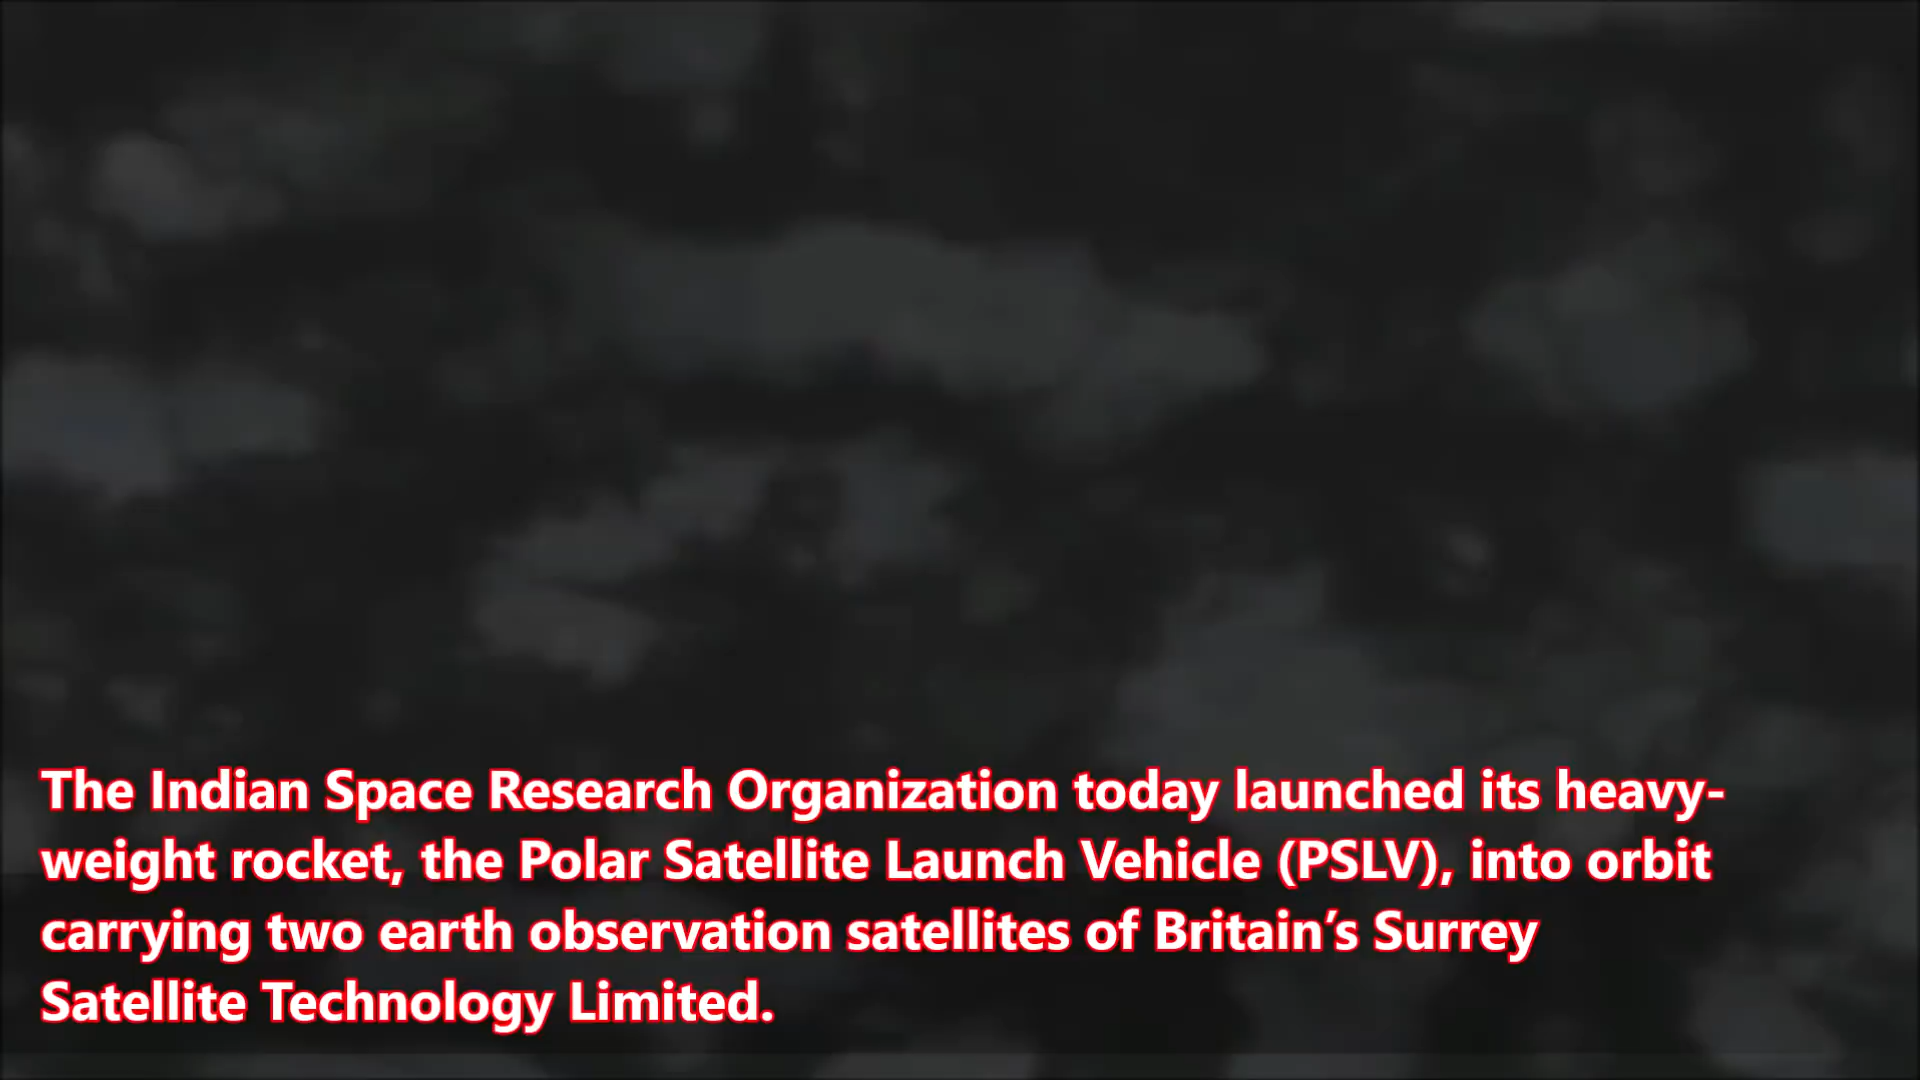 The Indian Space Research Organization today launched its heavy-
weight rocket, the Polar Satellite Launch Vehicle (PSLV), into orbit
carrying two earth observation satellites of Britain’s Surrey
Satellite Technology Limited.